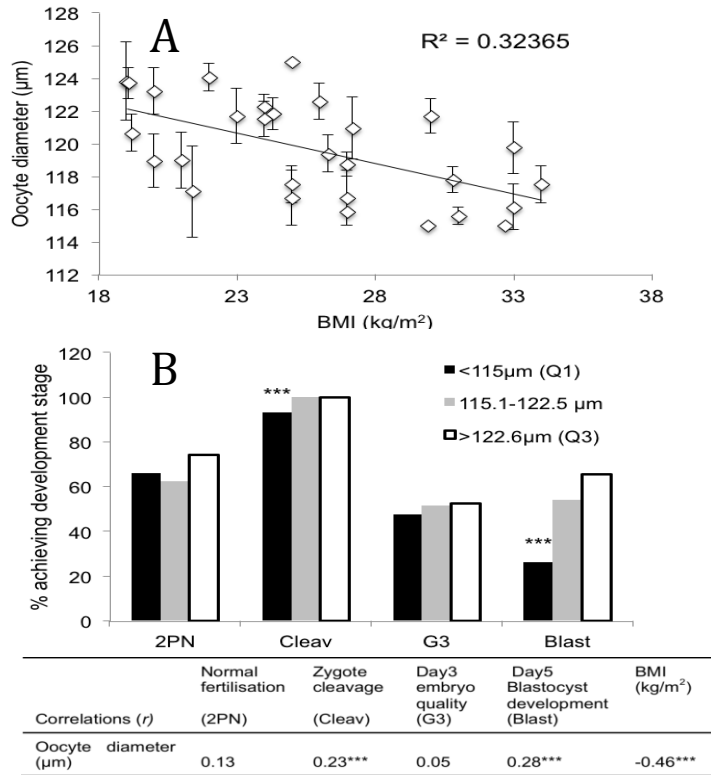 128
126
124
122
120
118
116
114
112
Oocyte diameter (μm)
A
R² = 0.32365
18 23 28 33 38
BMI (kg/m²)
120
100
80
60
40
20
0
% achieving development stage
B
<115μm (Q1)
115.1-122.5 μm
>122.6μm (Q3)
***
***
2PN Cleav G3 Blast
Normal Zygote Day3 Day5 BMI
fertilisation cleavage embryo Blastocyst (kg/m²)
quality development
Correlations (r) (2PN) (Cleav) (G3) (Blast)
Oocyte diameter
(μm) 0.13 0.23*** 0.05 0.28*** -0.46***